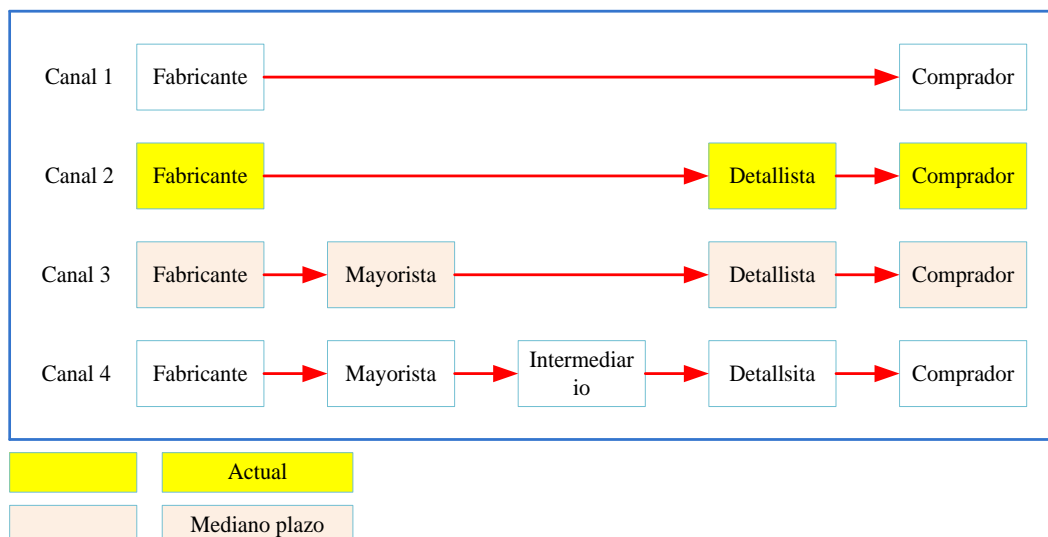 Canal 1 Fabricante Comprador
Canal 2 Fabricante Detallista Comprador
Canal 3 Fabricante Mayorista Detallista Comprador
Canal 4 Fabricante Mayorista Intermediar
io Detallsita Comprador
Actual
Mediano plazo